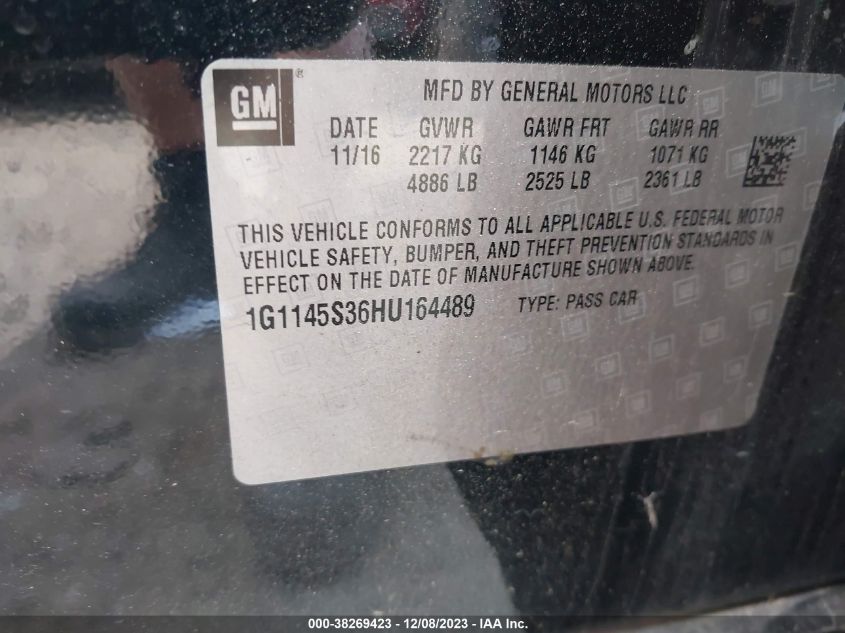 GM ® MFD BY GENERAL MOTORS LLC
DATE GVWR GAWR FRT GAWR RR
11/16 2217 KG 1146 KG 1071 KG
4886 LB 2525 LB 2361 LB
THIS VEHICLE CONFORMS TO ALL APPLICABLE U.S. FEDERAL MOTOR
VEHICLE SAFETY, BUMPER, AND THEFT PREVENTION STANDARDS IN
EFFECT ON THE DATE OF MANUFACTURE SHOWN ABOVE.
1G1145S36HU164489 TYPE: PASS CAR
000-38269423 - 12/08/2023 - IAA Inc.